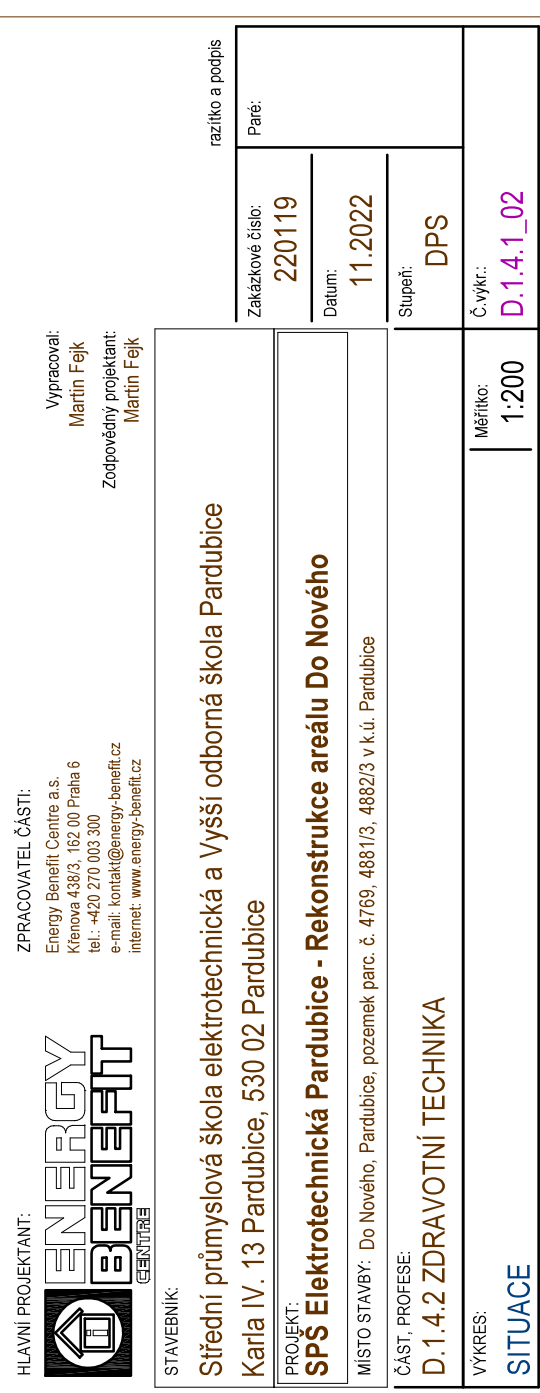 HLAVNÍ PROJEKTANT:
ENERGY
BENEFIT
CENTRE
ZPRACOVATEL ČÁSTI:
Energy Benefit Centre a.s.
Křenova 438/3, 162 00 Praha 6
tel.: +420 270 003 300
e-mail: kontakt@energy-benefit.cz
internet: www.energy-benefit.cz
Vypracoval:
Martin Fejk
Zodpovědný projektant:
Martin Fejk
razítko a podpis
STAVEBNÍK:
Střední průmyslová škola elektrotechnická a Vyšší odborná škola Pardubice
Karla IV. 13 Pardubice, 530 02 Pardubice
Zakázkové číslo:
220119
Paré:
PROJEKT:
SPŠ Elektrotechnická Pardubice - Rekonstrukce areálu Do Nového
Datum:
11.2022
MÍSTO STAVBY: Do Nového, Pardubice, pozemek parc. č. 4769, 4881/3, 4882/3 v k.ú. Pardubice
ČÁST, PROFESE:
D.1.4.2 ZDRAVOTNÍ TECHNIKA
Stupeň:
DPS
VÝKRES:
SITUACE
Měřítko:
1:200
Č.výkr.:
D.1.4.1_02